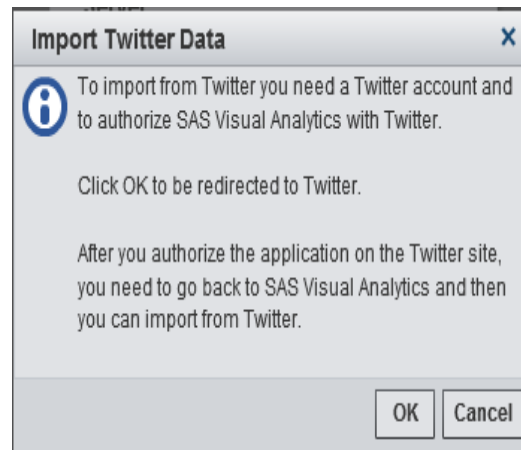 Import Twitter Data
To import from Twitter you need a Twitter account and
to authorize SAS Visual Analytics with Twitter.
Click OK to be redirected to Twitter.
After you authorize the application on the Twitter site,
you need to go back to SAS Visual Analytics and then
you can import from Twitter.
OK Cancel